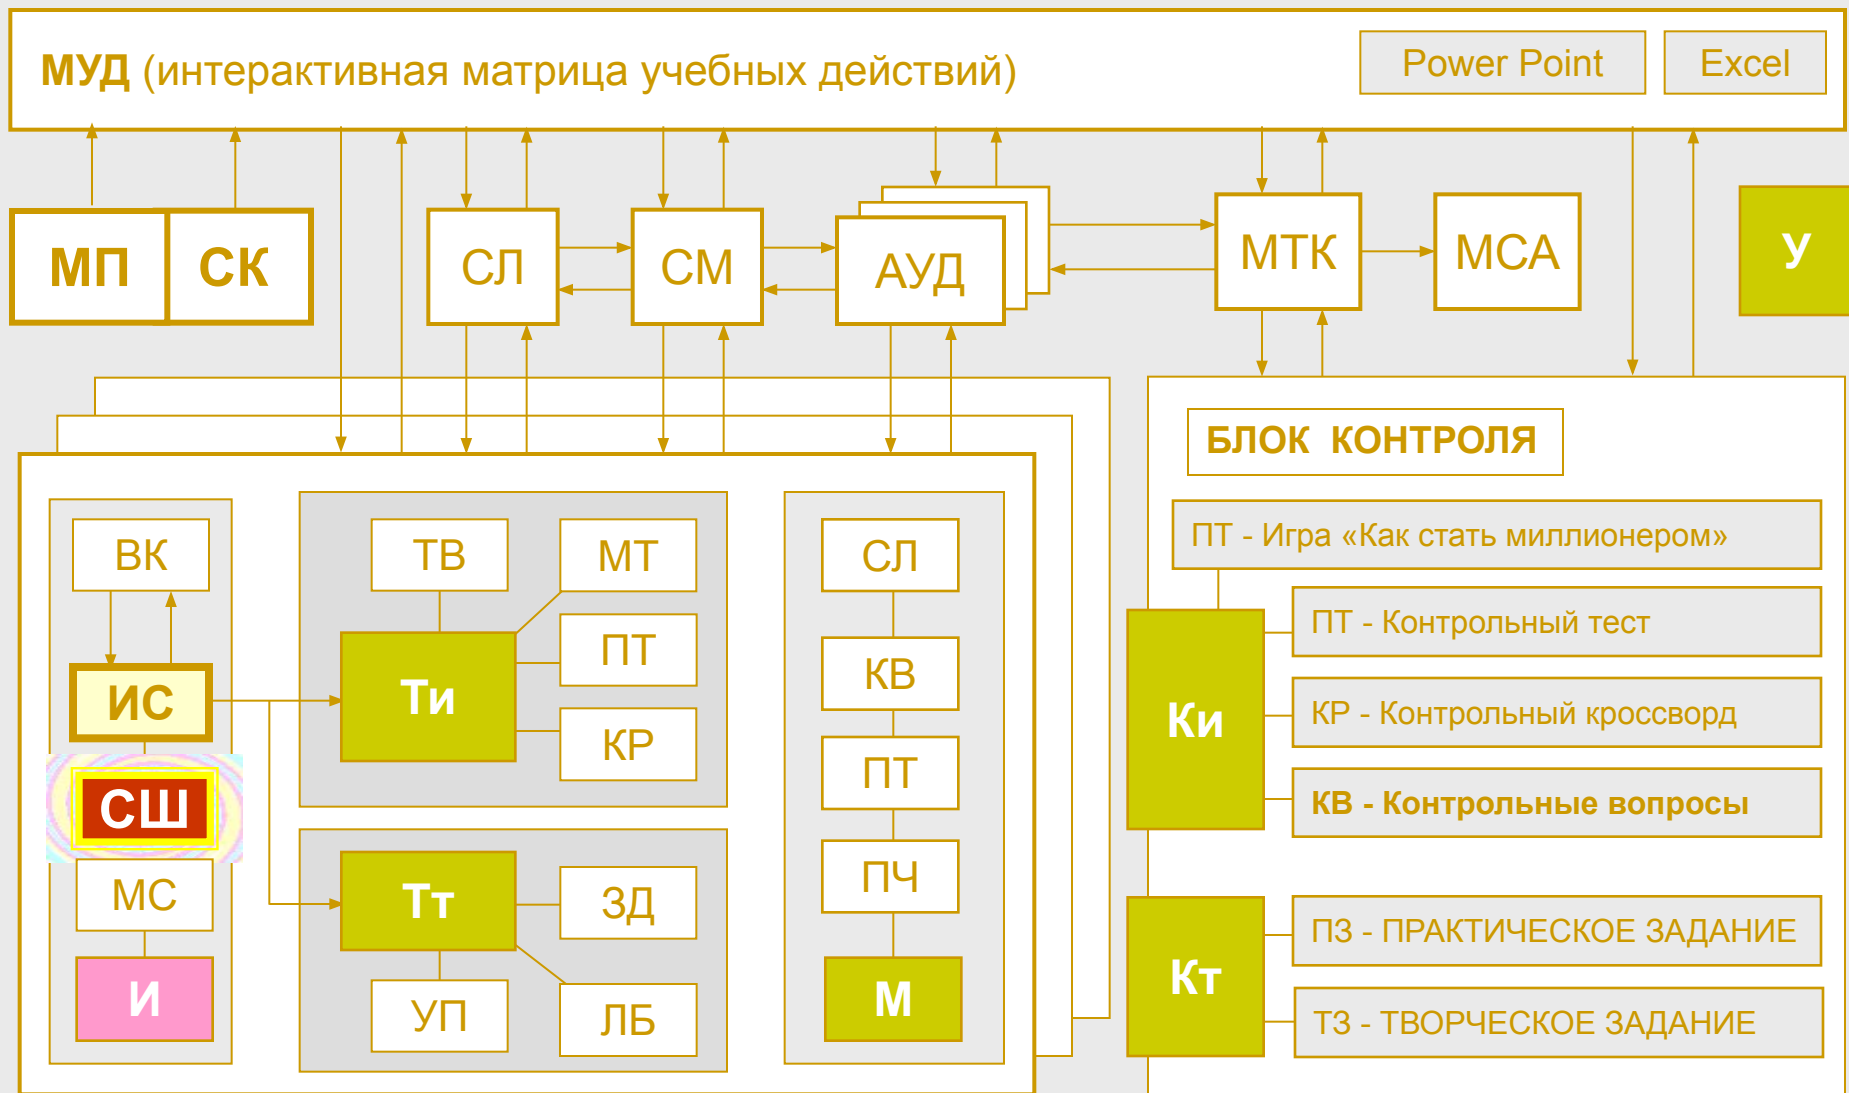 МУД (интерактивная матрица учебных действий)
Power Point
Excel
МП
СК
СЛ
СМ
АУД
МТК
МСА
У
ВК
ИС
СШ
МС
И
ТВ
МТ
ПТ
КР
Ти
Тт
ЗД
УП
ЛБ
СЛ
КВ
ПТ
ПЧ
М
БЛОК КОНТРОЛЯ
ПТ - Игра «Как стать миллионером»
Ки
ПТ - Контрольный тест
КР - Контрольный кроссворд
КВ - Контрольные вопросы
Кт
ПЗ - ПРАКТИЧЕСКОЕ ЗАДАНИЕ
ТЗ - ТВОРЧЕСКОЕ ЗАДАНИЕ